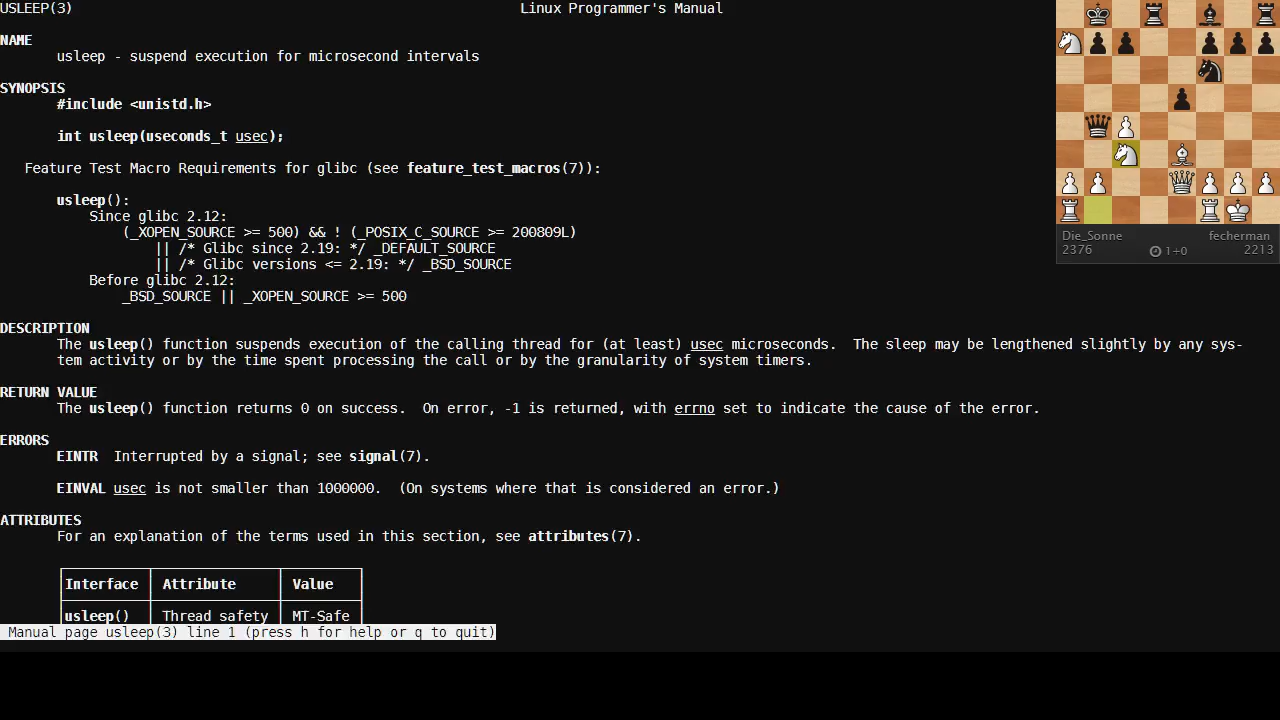 USLEEP(3) Linux Programmer's Manual
NAME
usleep - suspend execution for microsecond intervals
SYNOPSIS
#include <unistd.h>
int usleep(useconds_t usec);
Feature Test Macro Requirements for glibc (see feature_test_macros(7)):
usleep():
Since glibc 2.12:
(_XOPEN_SOURCE >= 500) && ! (_POSIX_C_SOURCE >= 200809L)
|| /* Glibc since 2.19: */ _DEFAULT_SOURCE
|| /* Glibc versions <= 2.19: */ _BSD_SOURCE
Before glibc 2.12:
_BSD_SOURCE || _XOPEN_SOURCE >= 500
DESCRIPTION
The usleep() function suspends execution of the calling thread for (at least) usec microseconds. The sleep may be lengthened slightly by any sys-
tem activity or by the time spent processing the call or by the granularity of system timers.
RETURN VALUE
The usleep() function returns 0 on success. On error, -1 is returned, with errno set to indicate the cause of the error.
ERRORS
EINTR Interrupted by a signal; see signal(7).
EINVAL usec is not smaller than 1000000. (On systems where that is considered an error.)
ATTRIBUTES
For an explanation of the terms used in this section, see attributes(7).
Interface Attribute Value
usleep() Thread safety MT-Safe
Manual page usleep(3) line 1 (press h for help or q to quit)
Die_Sonne fecherman
2376 1+0 2213